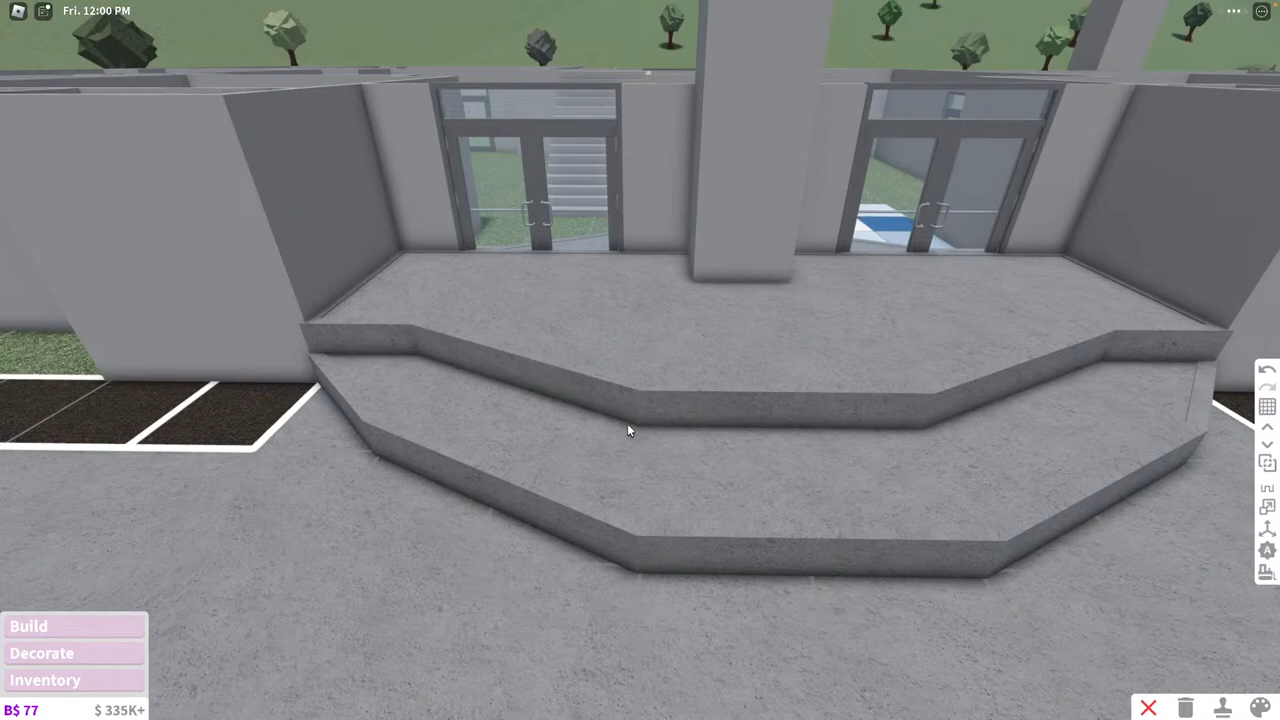 Fri. 12:00 PM
Build
Decorate
Inventory
B$ 77 $ 335K+